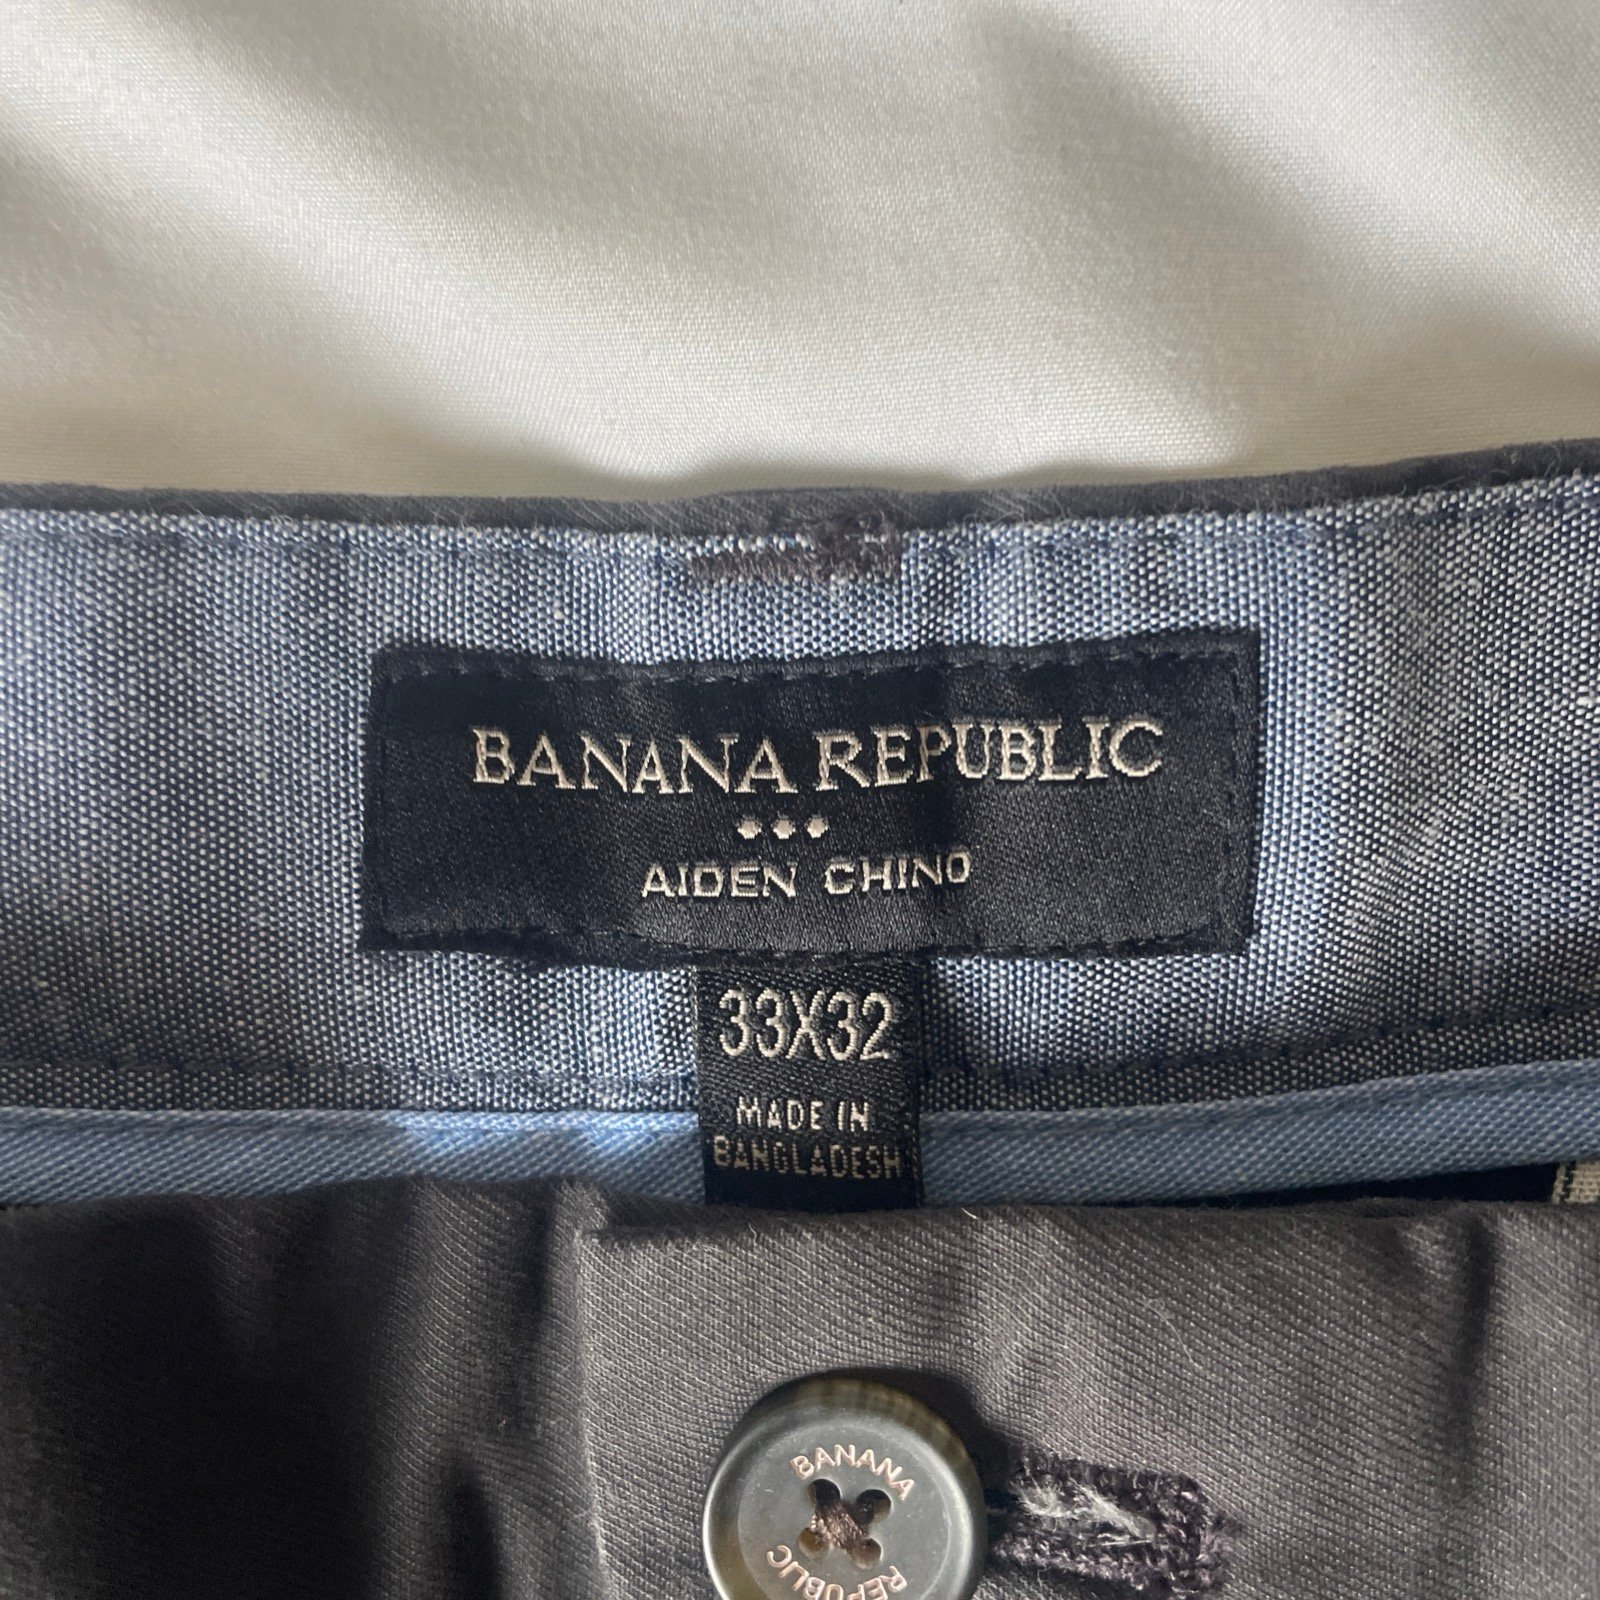 BANANA REPUBLIC
AIDEN CHINO
33X32
MADE IN
BANGLADESH
BANANA
REPUBLIC